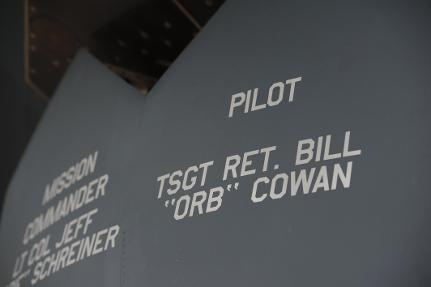 PILOT
TSGT RET. BILL
"ORB" COWAN
MISSION
COMMANDER
LT COL JEFF
SCHREINER